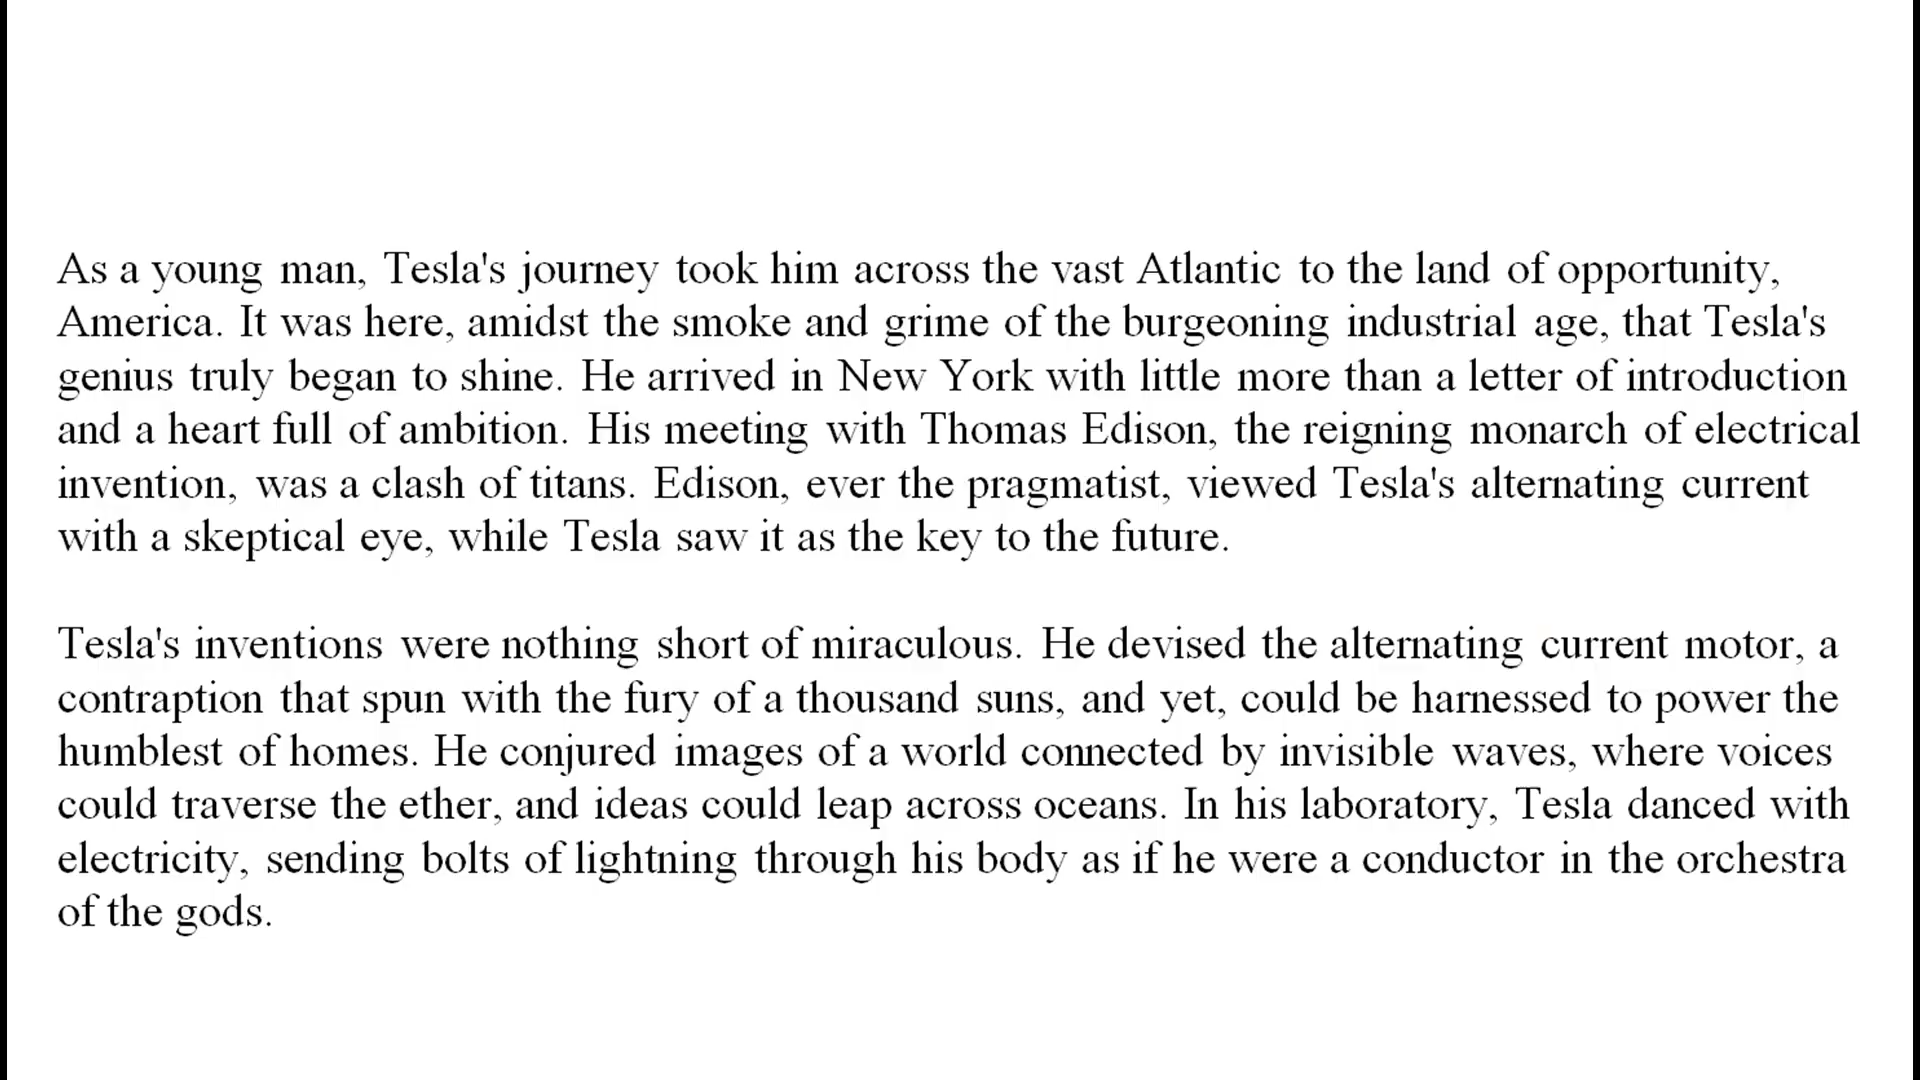 As a young man, Tesla's journey took him across the vast Atlantic to the land of opportunity,
America. It was here, amidst the smoke and grime of the burgeoning industrial age, that Tesla's
genius truly began to shine. He arrived in New York with little more than a letter of introduction
and a heart full of ambition. His meeting with Thomas Edison, the reigning monarch of electrical
invention, was a clash of titans. Edison, ever the pragmatist, viewed Tesla's alternating current
with a skeptical eye, while Tesla saw it as the key to the future.
Tesla's inventions were nothing short of miraculous. He devised the alternating current motor, a
contraption that spun with the fury of a thousand suns, and yet, could be harnessed to power the
humblest of homes. He conjured images of a world connected by invisible waves, where voices
could traverse the ether, and ideas could leap across oceans. In his laboratory, Tesla danced with
electricity, sending bolts of lightning through his body as if he were a conductor in the orchestra
of the gods.